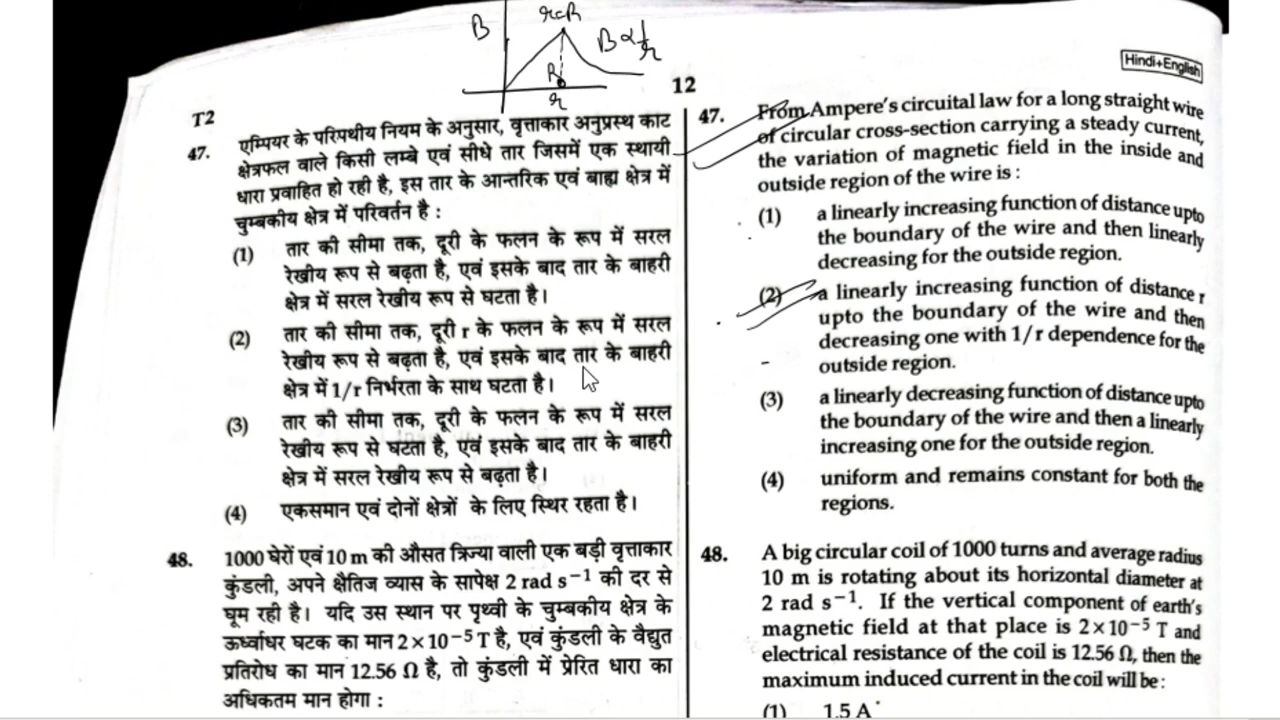 B
r=R
B ∝ 1/r
R
r
12
Hindi+English
T2
47. एम्पियर के परिपथीय नियम के अनुसार, वृत्ताकार अनुप्रस्थ काट
क्षेत्रफल वाले किसी लम्बे एवं सीधे तार जिसमें एक स्थायी
धारा प्रवाहित हो रही है, इस तार के आन्तरिक एवं बाह्य क्षेत्र में
चुम्बकीय क्षेत्र में परिवर्तन है :
(1) तार की सीमा तक, दूरी के फलन के रूप में सरल
रेखीय रूप से बढ़ता है, एवं इसके बाद तार के बाहरी
क्षेत्र में सरल रेखीय रूप से घटता है।
(2) तार की सीमा तक, दूरी r के फलन के रूप में सरल
रेखीय रूप से बढ़ता है, एवं इसके बाद तार के बाहरी
क्षेत्र में 1/r निर्भरता के साथ घटता है।
(3) तार की सीमा तक, दूरी के फलन के रूप में सरल
रेखीय रूप से घटता है, एवं इसके बाद तार के बाहरी
क्षेत्र में सरल रेखीय रूप से बढ़ता है।
(4) एकसमान एवं दोनों क्षेत्रों के लिए स्थिर रहता है।
48. 1000 घेरों एवं 10 m की औसत त्रिज्या वाली एक बड़ी वृत्ताकार
कुंडली, अपने क्षैतिज व्यास के सापेक्ष 2 rad s⁻¹ की दर से
घूम रही है। यदि उस स्थान पर पृथ्वी के चुम्बकीय क्षेत्र के
ऊर्ध्वाधर घटक का मान 2×10⁻⁵ T है, एवं कुंडली के वैद्युत
प्रतिरोध का मान 12.56 Ω है, तो कुंडली में प्रेरित धारा का
अधिकतम मान होगा :
47. From Ampere's circuital law for a long straight wire
of circular cross-section carrying a steady current,
the variation of magnetic field in the inside and
outside region of the wire is :
(1) a linearly increasing function of distance upto
the boundary of the wire and then linearly
decreasing for the outside region.
(2) a linearly increasing function of distance r
upto the boundary of the wire and then
decreasing one with 1/r dependence for the
outside region.
(3) a linearly decreasing function of distance upto
the boundary of the wire and then a linearly
increasing one for the outside region.
(4) uniform and remains constant for both the
regions.
48. A big circular coil of 1000 turns and average radius
10 m is rotating about its horizontal diameter at
2 rad s⁻¹. If the vertical component of earth's
magnetic field at that place is 2×10⁻⁵ T and
electrical resistance of the coil is 12.56 Ω, then the
maximum induced current in the coil will be :
(1) 1.5 A